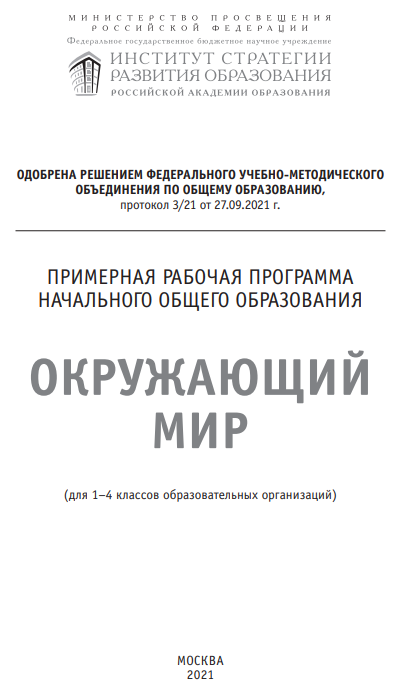 МИНИСТЕРСТВО ПРОСВЕЩЕНИЯ
РОССИЙСКОЙ ФЕДЕРАЦИИ
Федеральное государственное бюджетное научное учреждение
ИНСТИТУТ СТРАТЕГИИ
РАЗВИТИЯ ОБРАЗОВАНИЯ
РОССИЙСКОЙ АКАДЕМИИ ОБРАЗОВАНИЯ
ОДОБРЕНА РЕШЕНИЕМ ФЕДЕРАЛЬНОГО УЧЕБНО-МЕТОДИЧЕСКОГО
ОБЪЕДИНЕНИЯ ПО ОБЩЕМУ ОБРАЗОВАНИЮ,
протокол 3/21 от 27.09.2021 г.
ПРИМЕРНАЯ РАБОЧАЯ ПРОГРАММА
НАЧАЛЬНОГО ОБЩЕГО ОБРАЗОВАНИЯ
ОКРУЖАЮЩИЙ
МИР
(для 1–4 классов образовательных организаций)
МОСКВА
2021